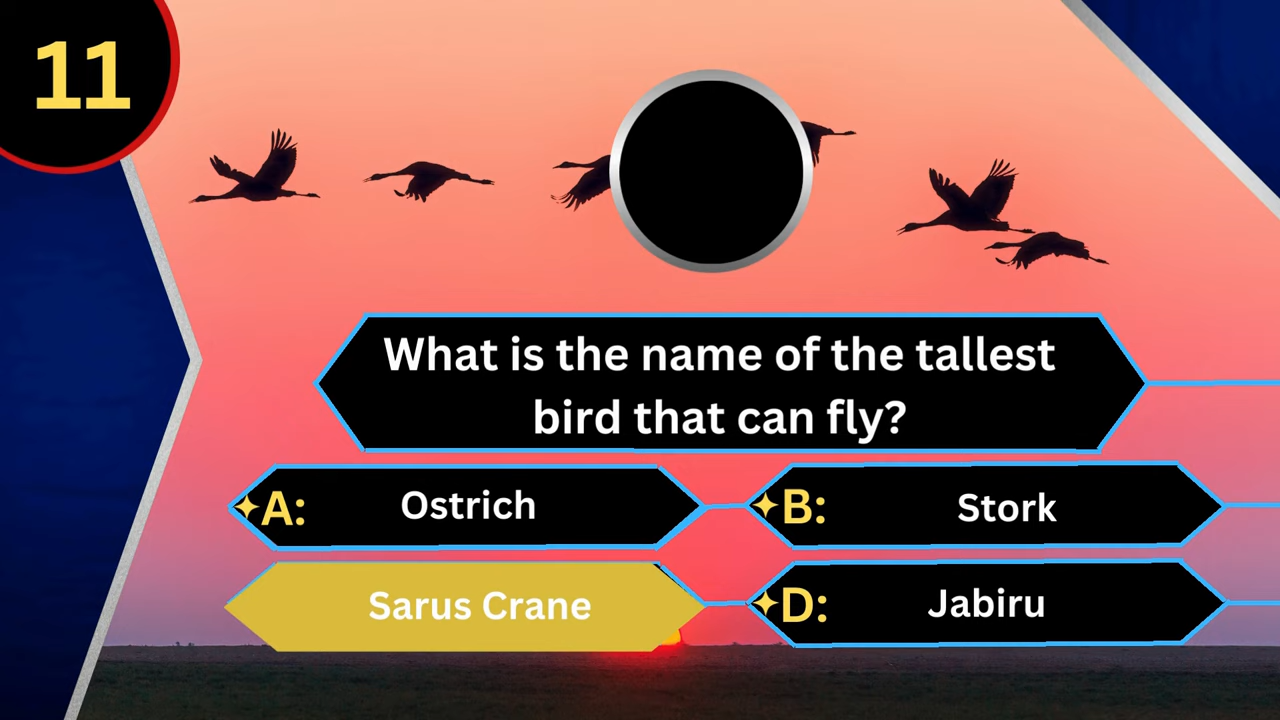 11
What is the name of the tallest
bird that can fly?
A: Ostrich
B: Stork
Sarus Crane
D: Jabiru